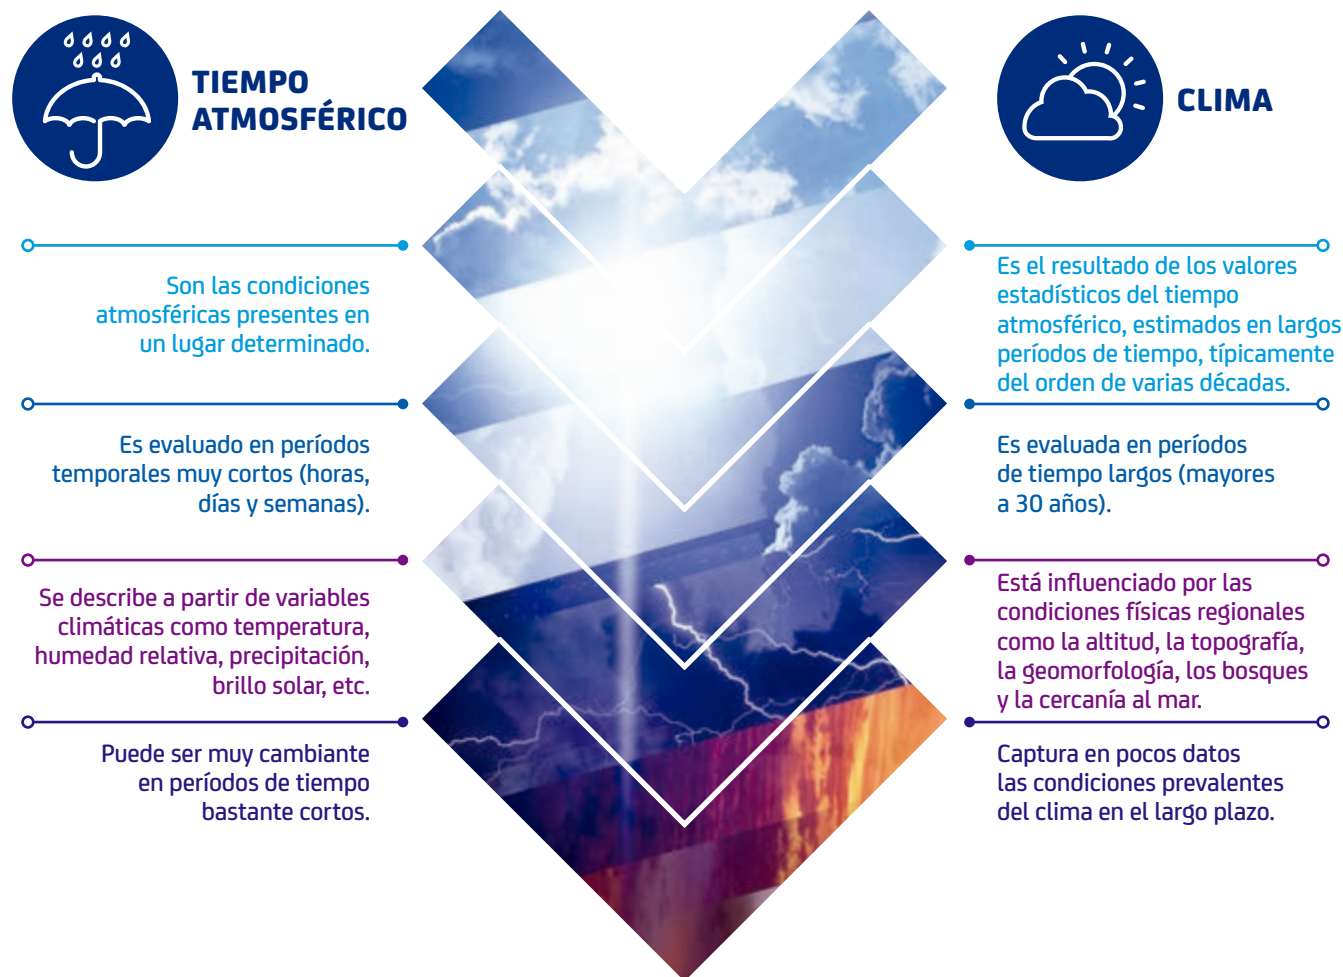 TIEMPO
ATMOSFÉRICO
Son las condiciones
atmosféricas presentes en
un lugar determinado.
Es evaluado en períodos
temporales muy cortos (horas,
días y semanas).
Se describe a partir de variables
climáticas como temperatura,
humedad relativa, precipitación,
brillo solar, etc.
Puede ser muy cambiante
en períodos de tiempo
bastante cortos.
CLIMA
Es el resultado de los valores
estadísticos del tiempo
atmosférico, estimados en largos
períodos de tiempo, típicamente
del orden de varias décadas.
Es evaluada en períodos
de tiempo largos (mayores
a 30 años).
Está influenciado por las
condiciones físicas regionales
como la altitud, la topografía,
la geomorfología, los bosques
y la cercanía al mar.
Captura en pocos datos
las condiciones prevalentes
del clima en el largo plazo.